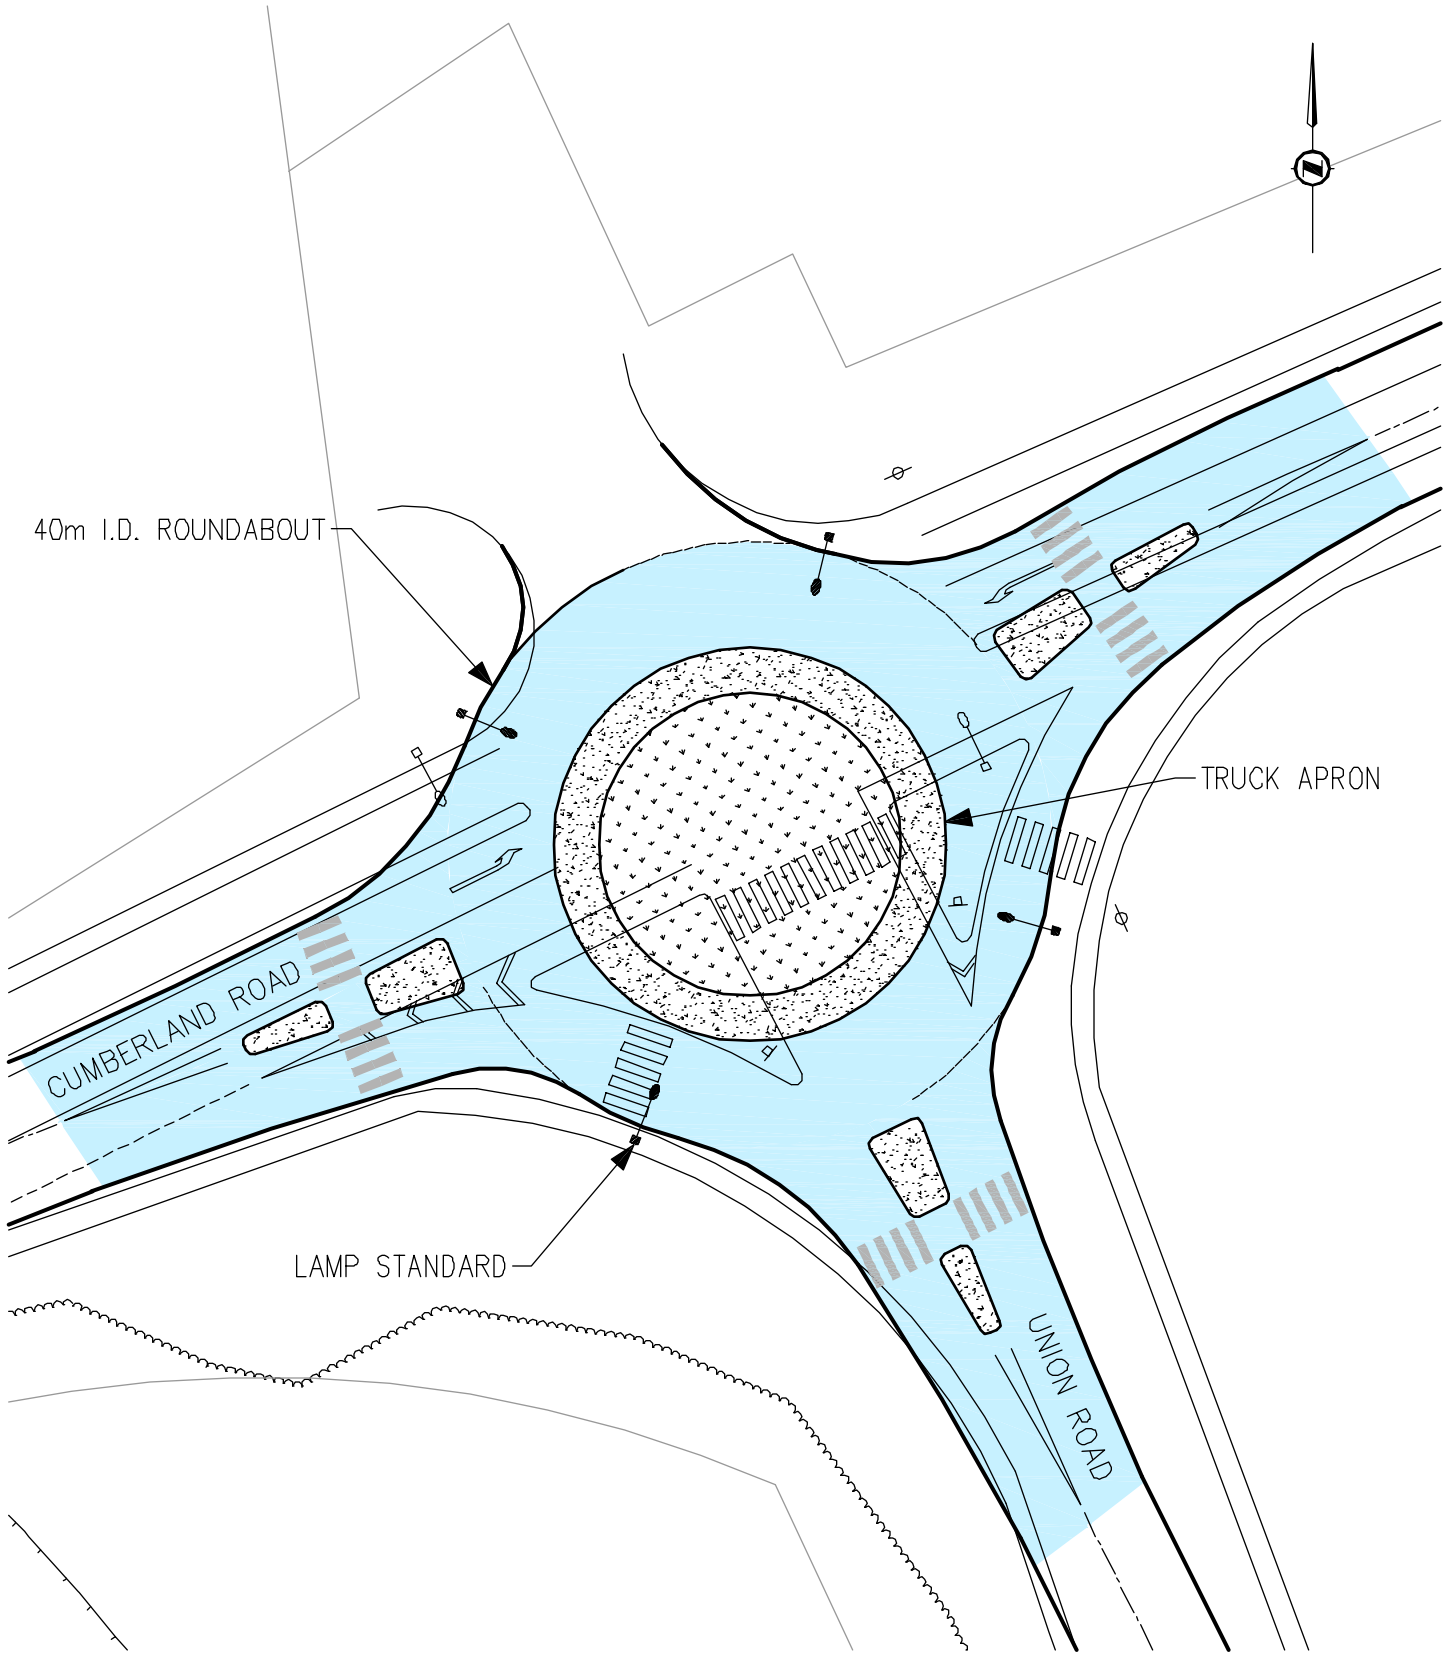 N
40m I.D. ROUNDABOUT
TRUCK APRON
CUMBERLAND ROAD
LAMP STANDARD
UNION ROAD